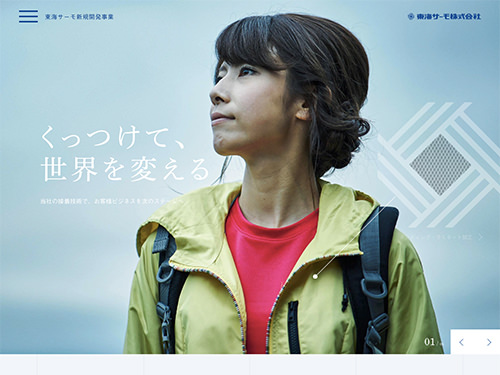 東海サーモ新規開発事業
東海サーモ株式会社
くっつけて、
世界を変える
当社の接着技術で、お客様ビジネスを次のステージへ
01/